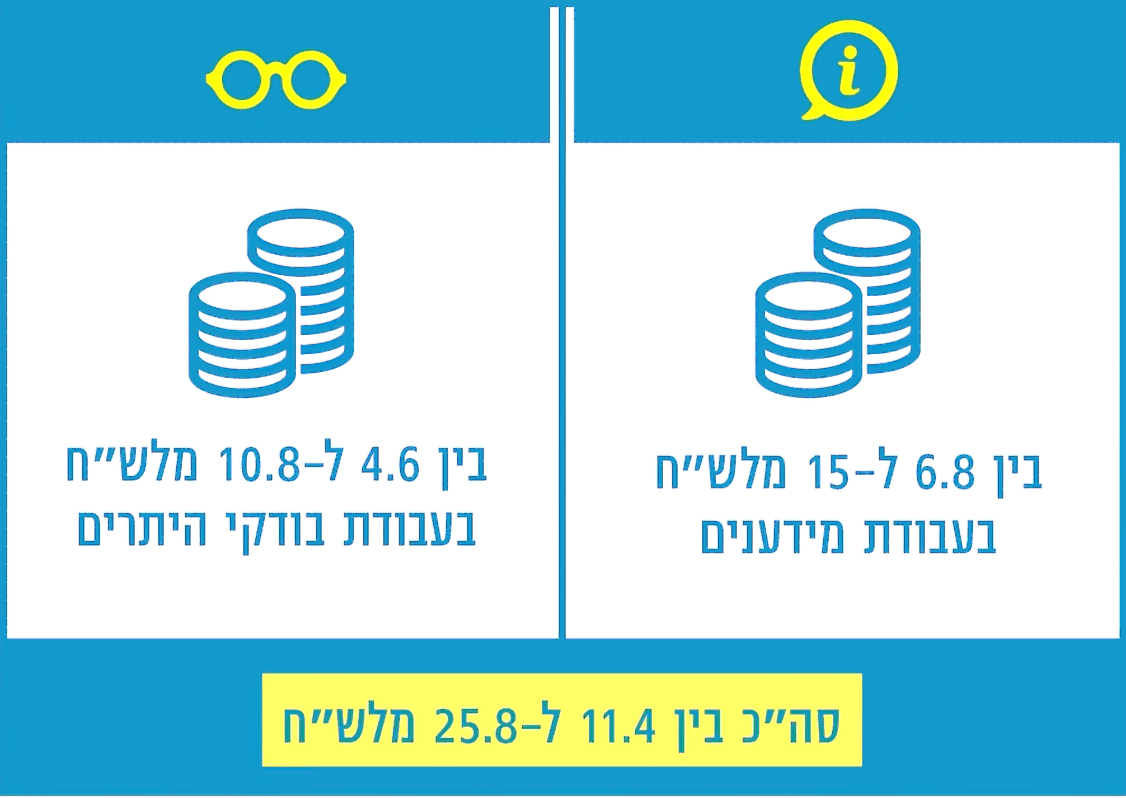 בין 6.8 ל-15 מלש"ח
בעבודת מידענים
בין 4.6 ל-10.8 מלש"ח
בעבודת בודקי היתרים
סה"כ בין 11.4 ל-25.8 מלש"ח